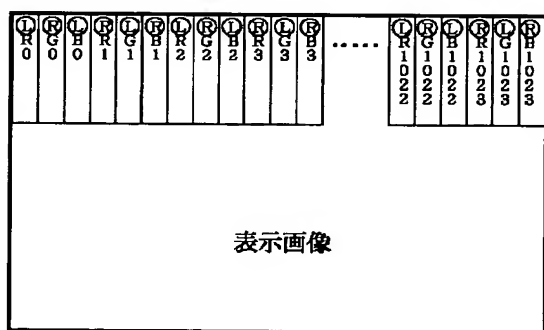 ⓁR0
ⓇG0
ⓁB0
ⓇR1
ⓁG1
ⓇB1
ⓁR2
ⓇG2
ⓁB2
ⓇR3
ⓁG3
ⓇB3
.....
ⓁR1022
ⓇG1022
ⓁB1022
ⓇR1023
ⓁG1023
ⓇB1023
表示画像